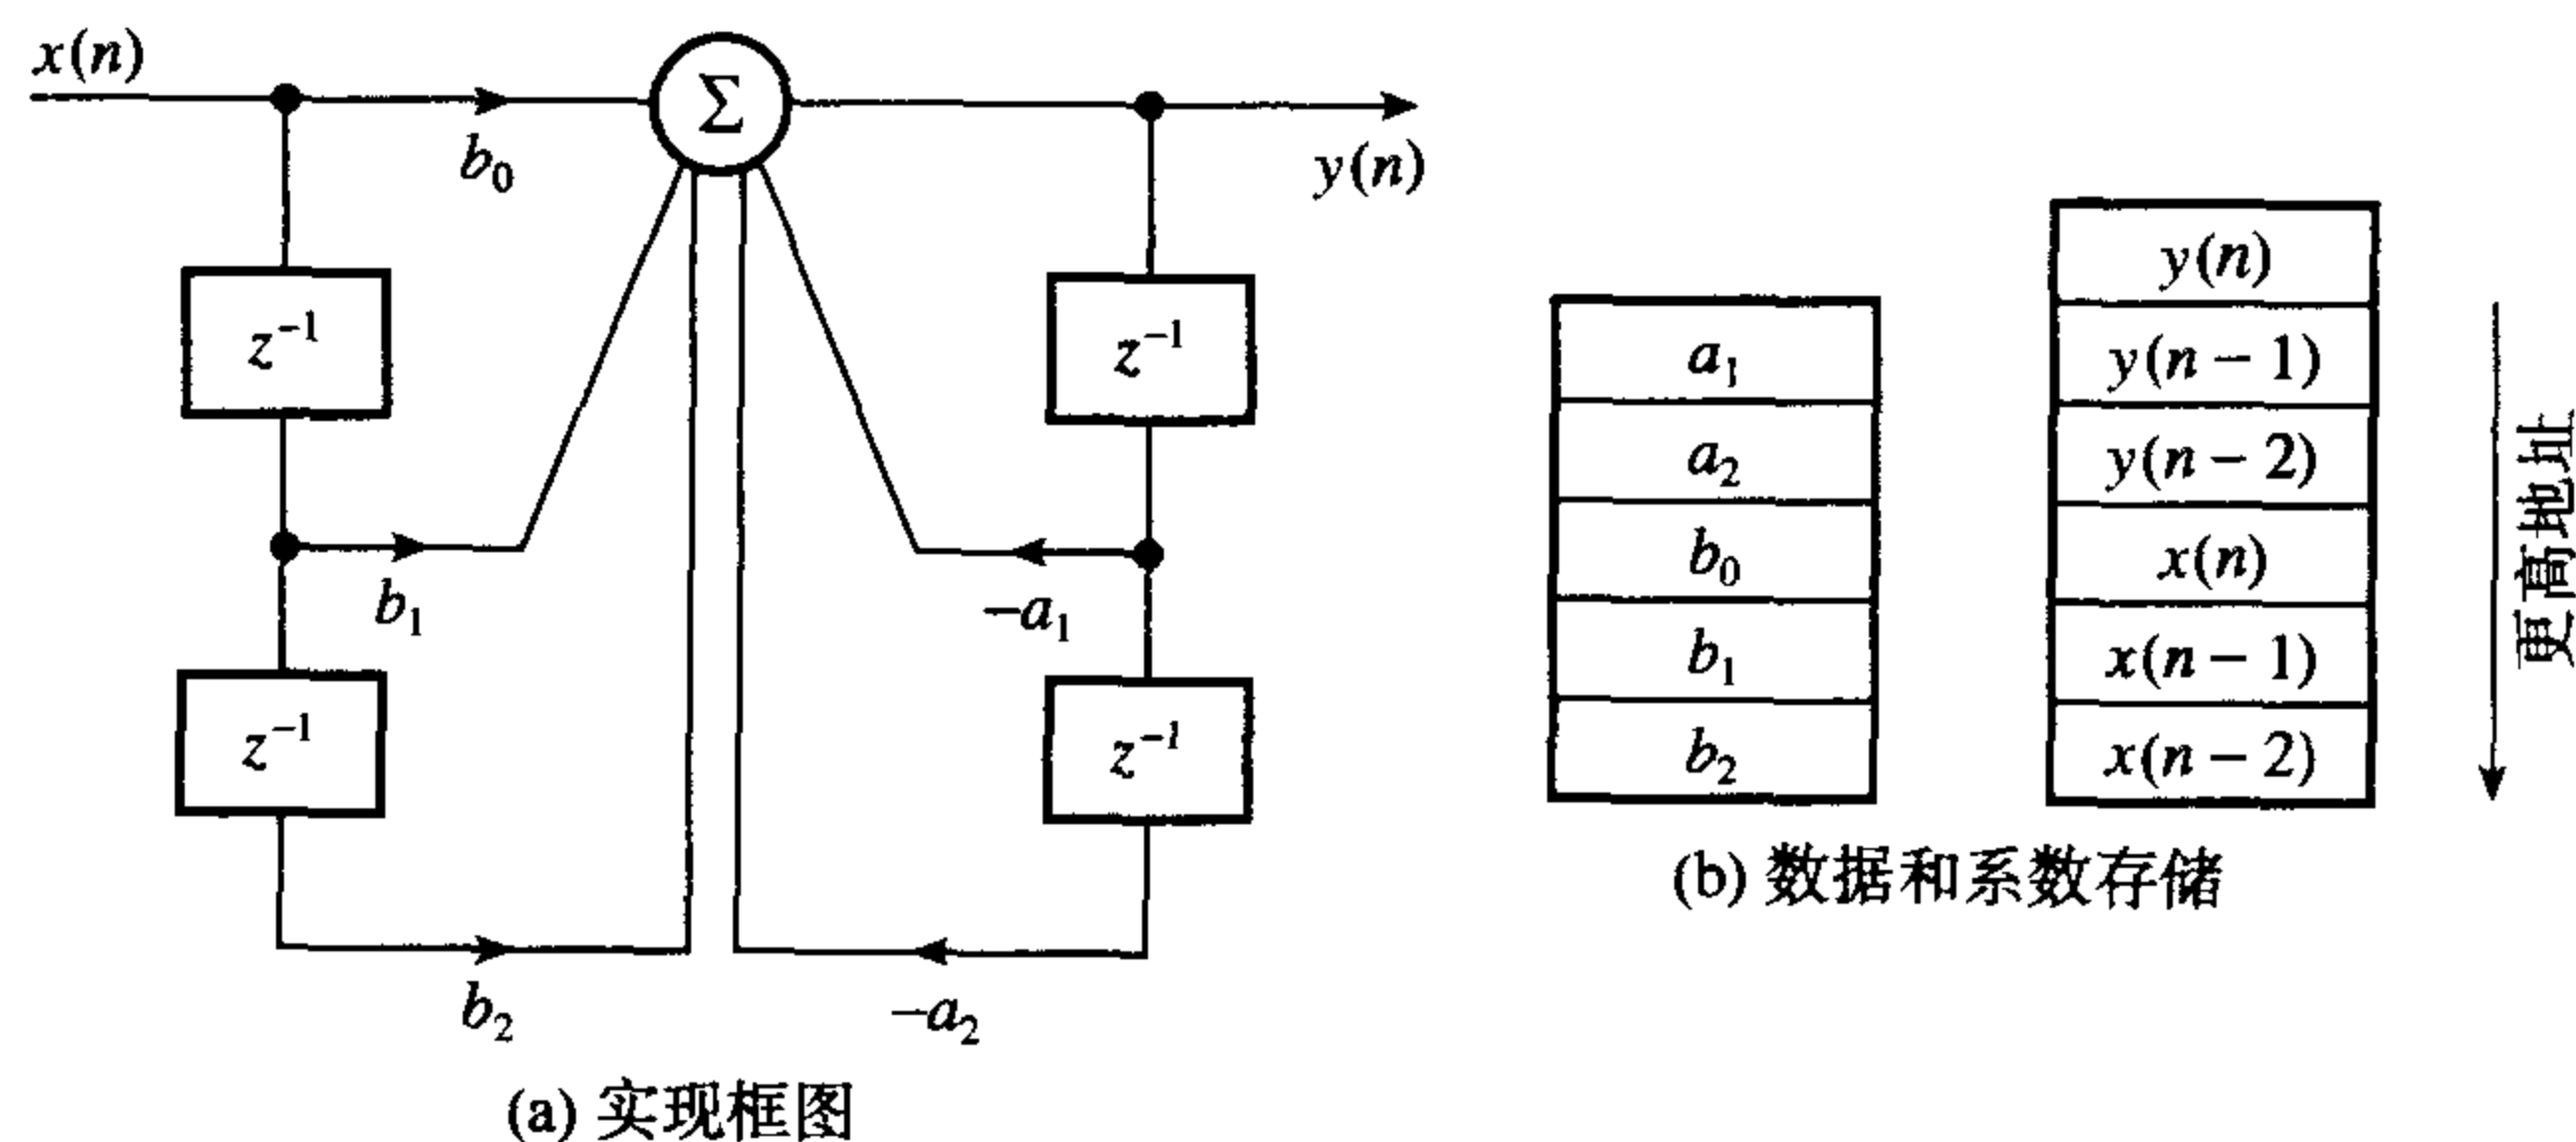 x(n)
b₀
Σ
y(n)
z⁻¹
z⁻¹
b₁
−a₁
z⁻¹
z⁻¹
b₂
−a₂
(a) 实现框图
a₁
a₂
b₀
b₁
b₂
y(n)
y(n − 1)
y(n − 2)
x(n)
x(n − 1)
x(n − 2)
更高地址
(b) 数据和系数存储